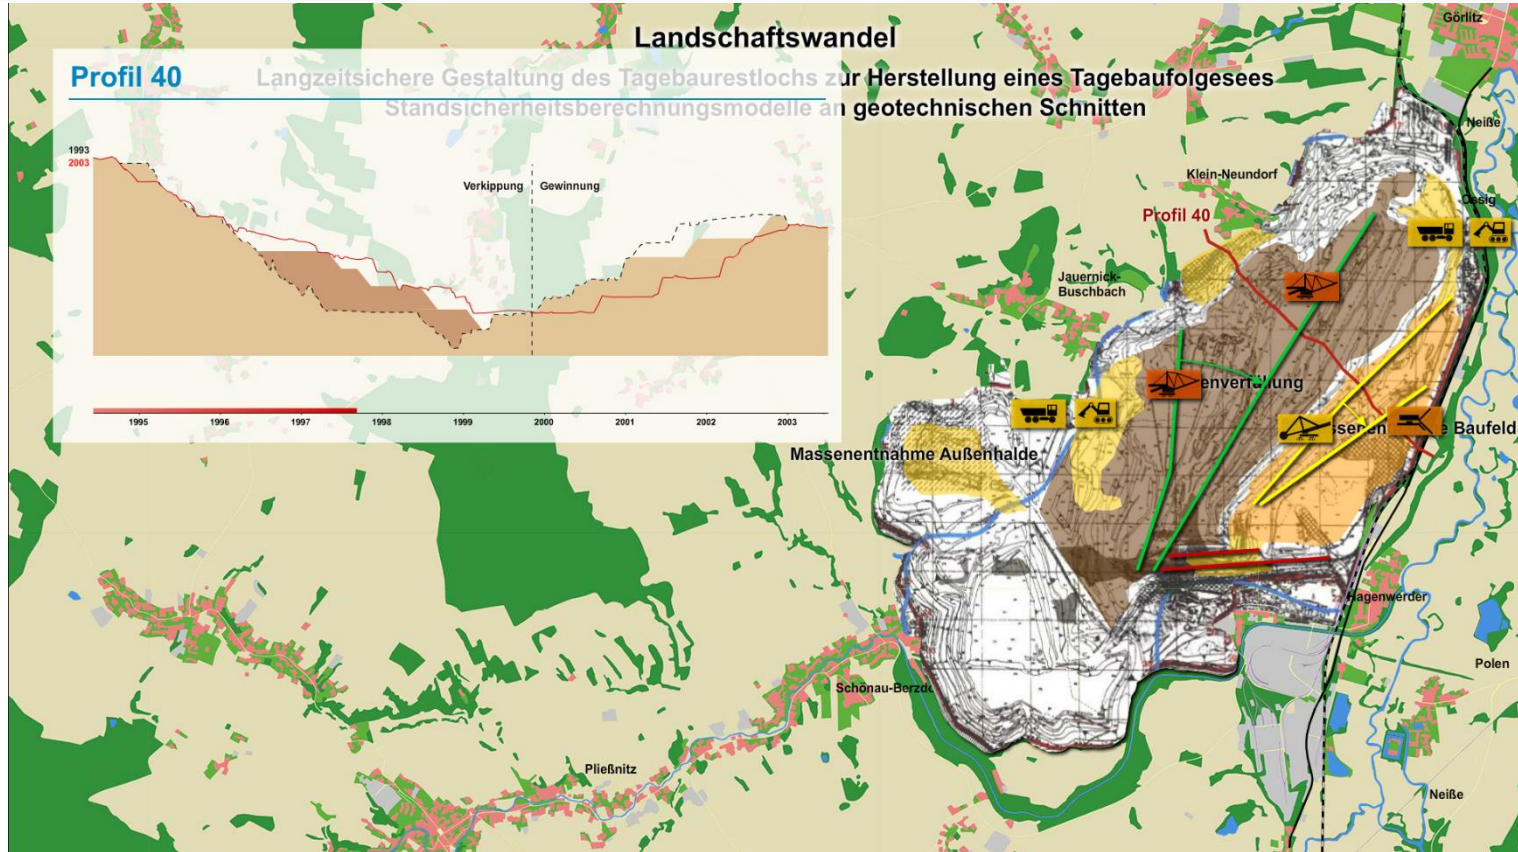 Landschaftswandel
Langzeitsichere Gestaltung des Tagebaurestlochs zur Herstellung eines Tagebaufolgesees
Standsicherheitsberechnungsmodelle an geotechnischen Schnitten
Profil 40
1993
2003
Verkippung
Gewinnung
1995 1996 1997 1998 1999 2000 2001 2002 2003
Görlitz
Neiße
Klein-Neundorf
Profil 40
Jauernick-
Buschbach
Baufeld
Massenentnahme Außenhalde
Hagenwerder
Polen
Schönau-Berzdo
Pließnitz
Neiße